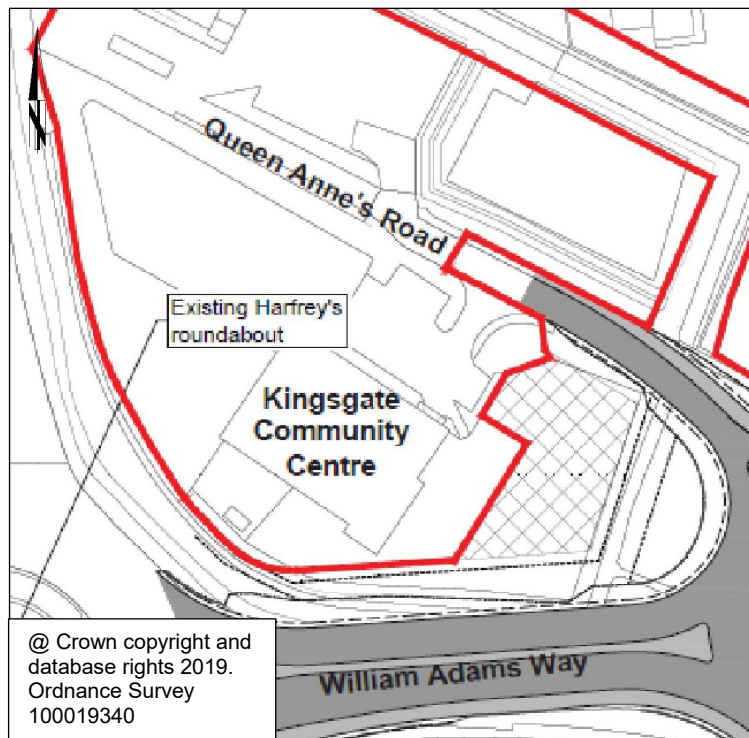 Queen Anne's Road
Existing Harfrey's
roundabout
Kingsgate
Community
Centre
William Adams Way
@ Crown copyright and
database rights 2019.
Ordnance Survey
100019340